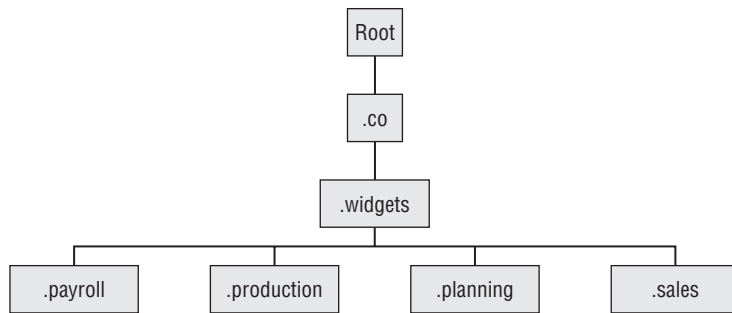 Root
.co
.widgets
.payroll
.production
.planning
.sales